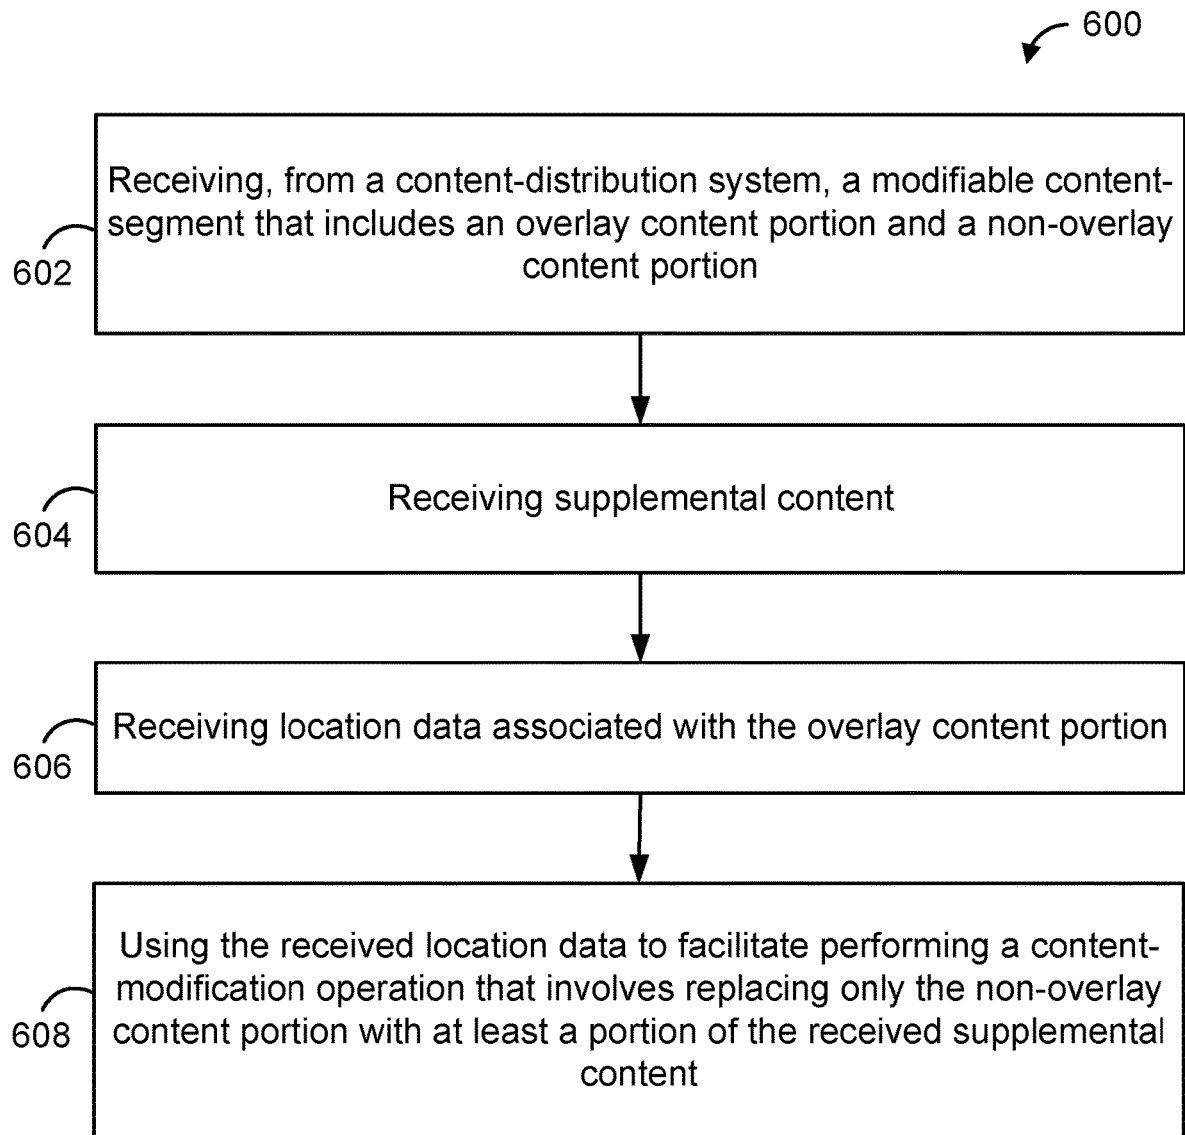 600
Receiving, from a content-distribution system, a modifiable content-
segment that includes an overlay content portion and a non-overlay
content portion
602
Receiving supplemental content
604
Receiving location data associated with the overlay content portion
606
Using the received location data to facilitate performing a content-
modification operation that involves replacing only the non-overlay
content portion with at least a portion of the received supplemental
content
608